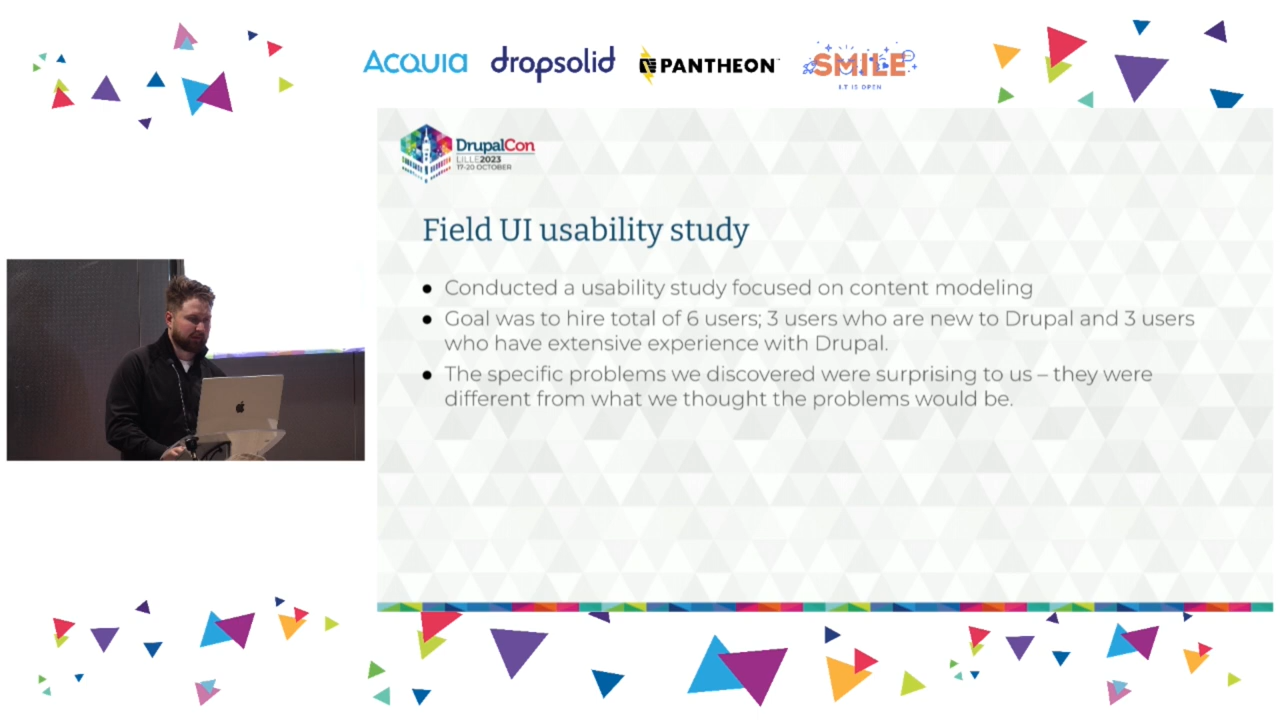 ACQUIA dropsolid PANTHEON SMILE
I.T IS OPEN
DrupalCon
LILLE2023
17-20 OCTOBER
Field UI usability study
● Conducted a usability study focused on content modeling
● Goal was to hire total of 6 users; 3 users who are new to Drupal and 3 users
who have extensive experience with Drupal.
● The specific problems we discovered were surprising to us – they were
different from what we thought the problems would be.